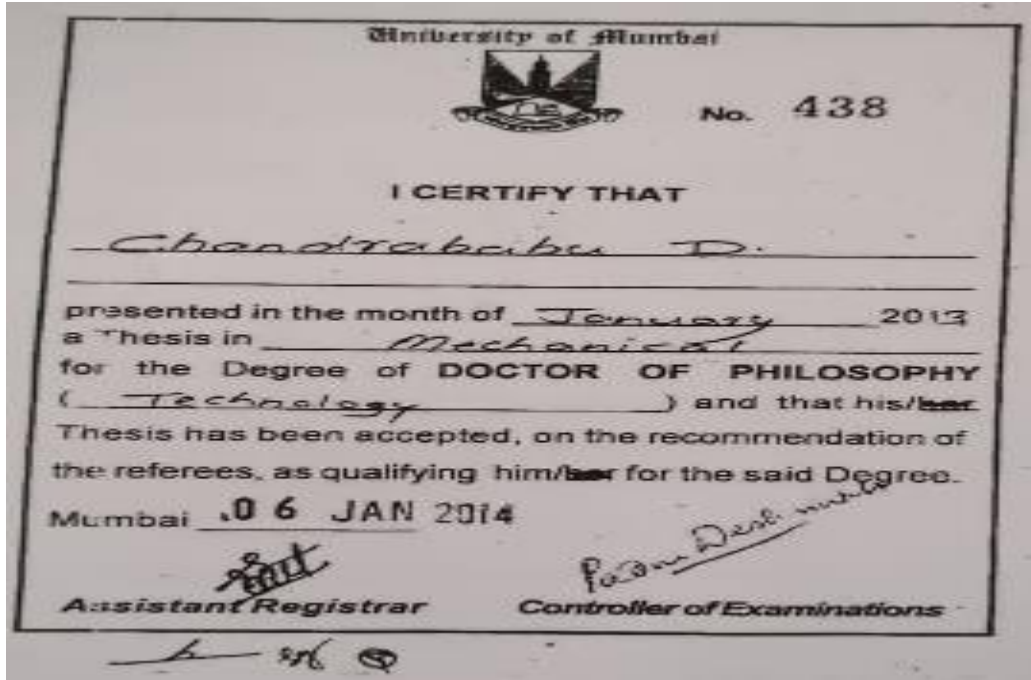 University of Mumbai
No. 438
I CERTIFY THAT
Chandrababu D.
presented in the month of January 2013
a Thesis in Mechanical
for the Degree of DOCTOR OF PHILOSOPHY
( Technology ) and that his/her
Thesis has been accepted, on the recommendation of
the referees, as qualifying him/her for the said Degree.
Mumbai .06 JAN 2014
Assistant Registrar Controller of Examinations